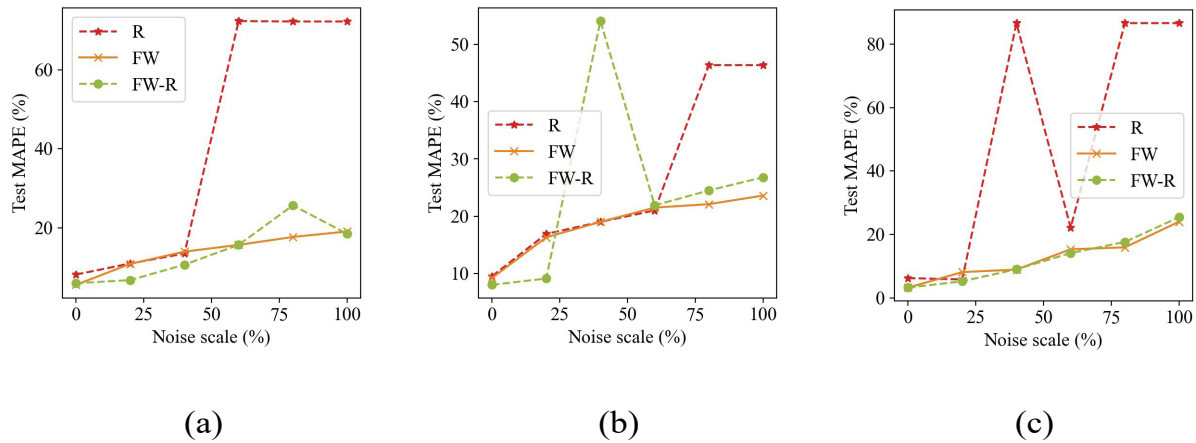 60
40
20
Test MAPE (%)
R
FW
FW-R
0 25 50 75 100
Noise scale (%)
(a)
50
40
30
20
10
Test MAPE (%)
R
FW
FW-R
0 25 50 75 100
Noise scale (%)
(b)
80
60
40
20
0
Test MAPE (%)
R
FW
FW-R
0 25 50 75 100
Noise scale (%)
(c)